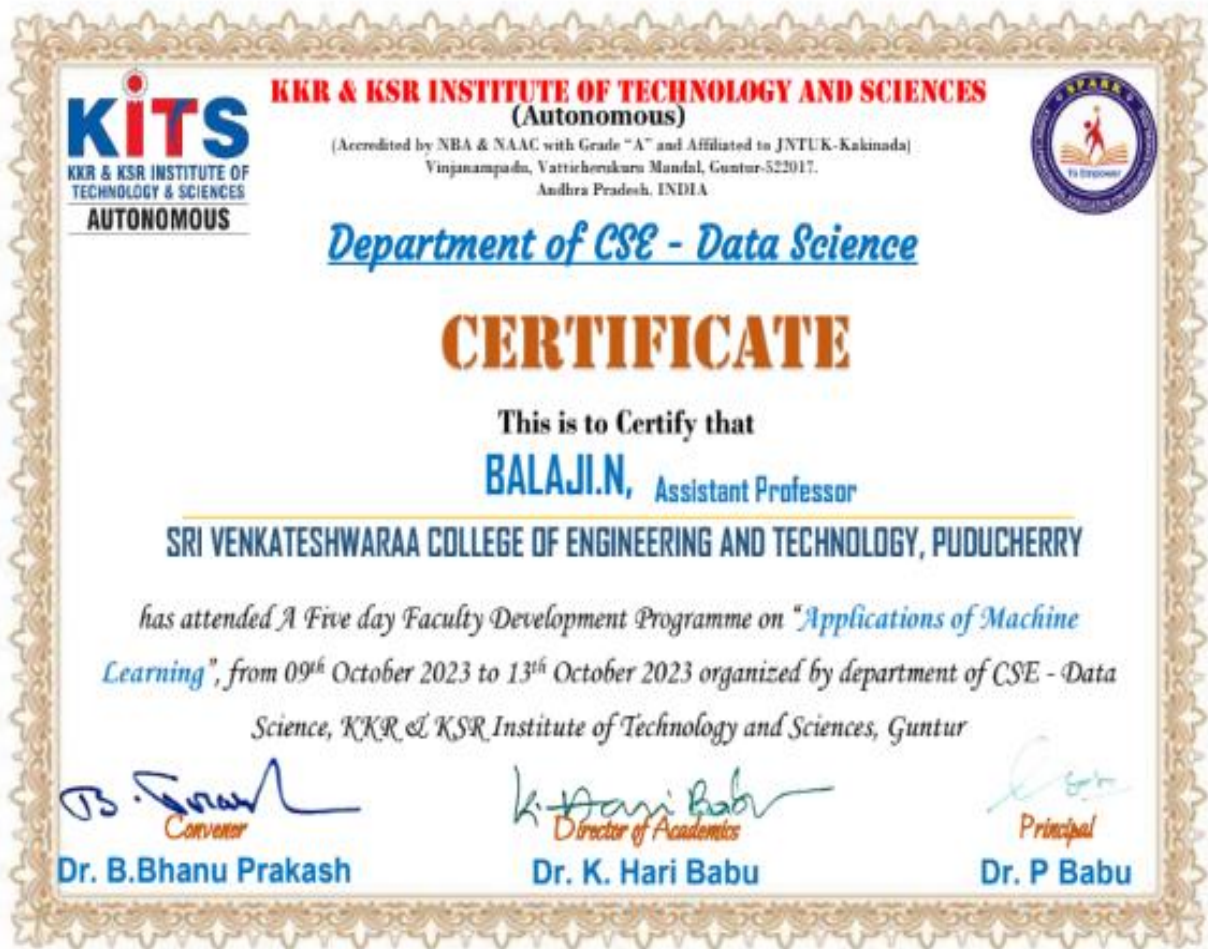 KITS
KKR & KSR INSTITUTE OF
TECHNOLOGY & SCIENCES
AUTONOMOUS
KKR & KSR INSTITUTE OF TECHNOLOGY AND SCIENCES
(Autonomous)
(Accredited by NBA & NAAC with Grade “A” and Affiliated to JNTUK-Kakinada)
Vinjanampadu, Vatticherukuru Mandal, Guntur-522017.
Andhra Pradesh. INDIA
SPARK
To Empower
Department of CSE - Data Science
CERTIFICATE
This is to Certify that
BALAJI.N, Assistant Professor
SRI VENKATESHWARAA COLLEGE OF ENGINEERING AND TECHNOLOGY, PUDUCHERRY
has attended A Five day Faculty Development Programme on “Applications of Machine
Learning”, from 09th October 2023 to 13th October 2023 organized by department of CSE - Data
Science, KKR & KSR Institute of Technology and Sciences, Guntur
K. Hari Babu
Convener
Director of Academics
Principal
Dr. B.Bhanu Prakash
Dr. K. Hari Babu
Dr. P Babu